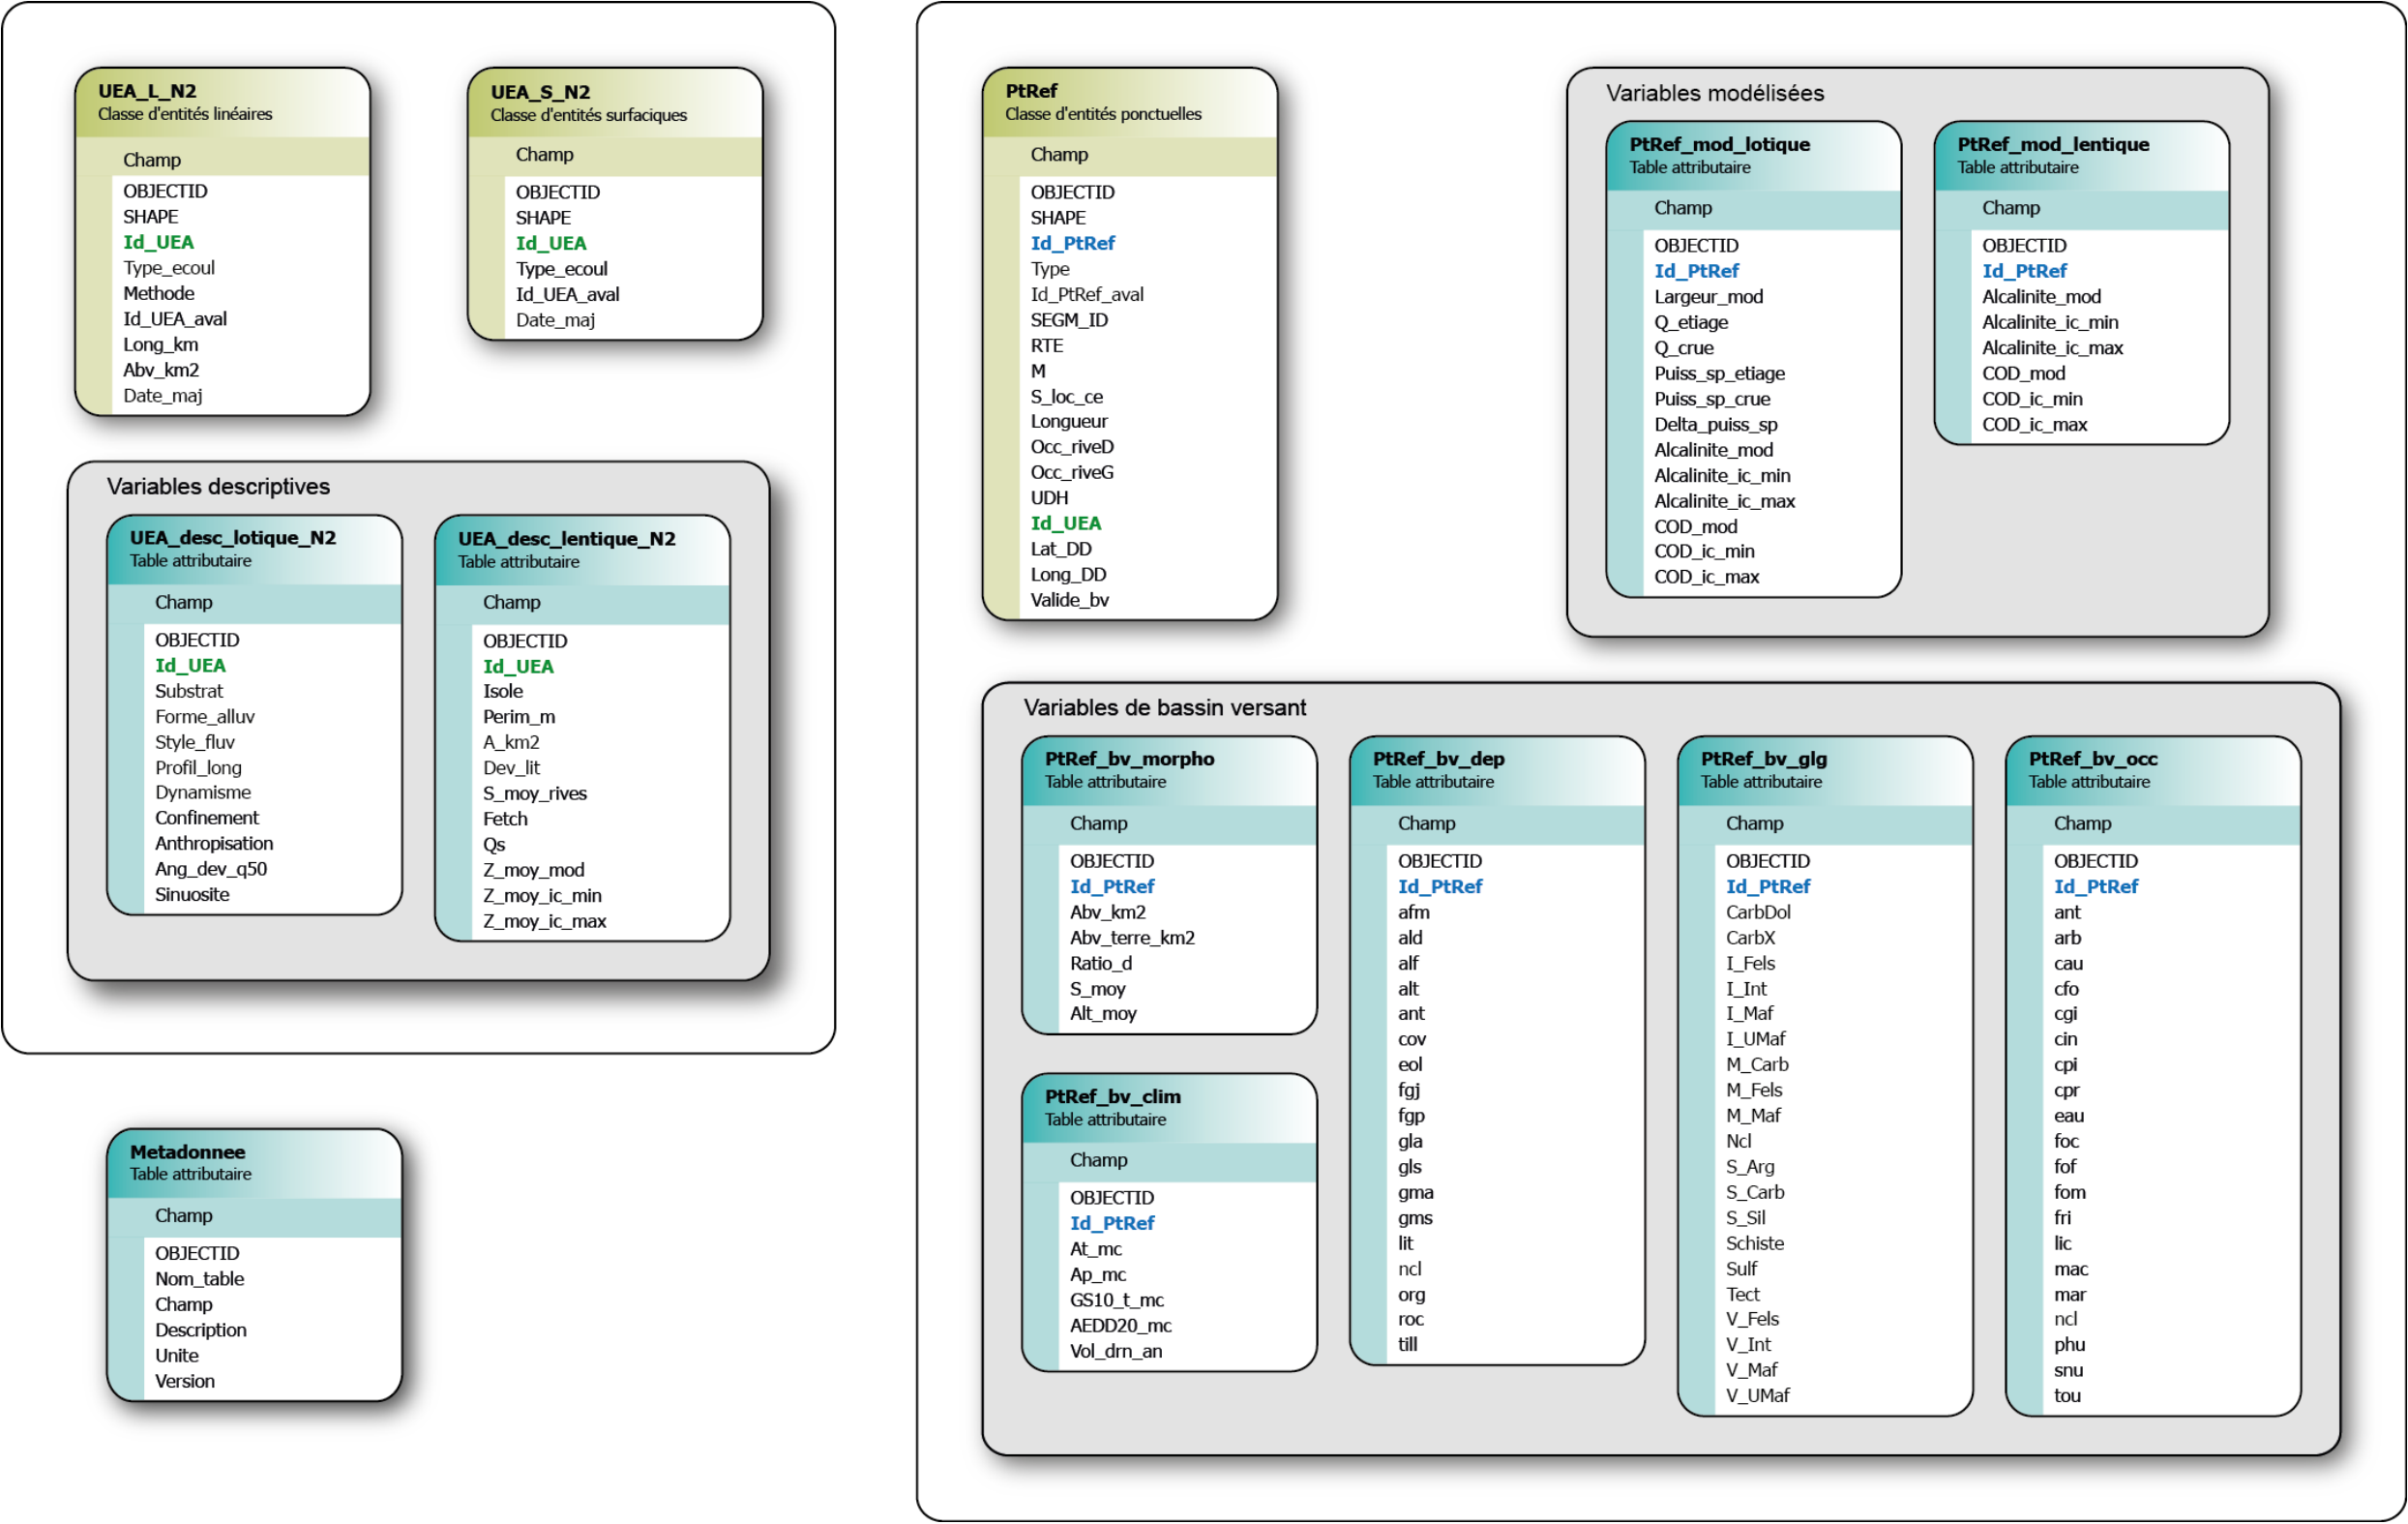 UEA_L_N2
Classe d'entités linéaires
Champ
OBJECTID
SHAPE
Id_UEA
Type_ecoul
Methode
Id_UEA_aval
Long_km
Abv_km2
Date_maj
UEA_S_N2
Classe d'entités surfaciques
Champ
OBJECTID
SHAPE
Id_UEA
Type_ecoul
Id_UEA_aval
Date_maj
Variables descriptives
UEA_desc_lotique_N2
Table attributaire
Champ
OBJECTID
Id_UEA
Substrat
Forme_alluv
Style_fluv
Profil_long
Dynamisme
Confinement
Anthropisation
Ang_dev_q50
Sinuosite
UEA_desc_lentique_N2
Table attributaire
Champ
OBJECTID
Id_UEA
Isole
Perim_m
A_km2
Dev_lit
S_moy_rives
Fetch
Qs
Z_moy_mod
Z_moy_ic_min
Z_moy_ic_max
Metadonnee
Table attributaire
Champ
OBJECTID
Nom_table
Champ
Description
Unite
Version
PtRef
Classe d'entités ponctuelles
Champ
OBJECTID
SHAPE
Id_PtRef
Type
Id_PtRef_aval
SEGM_ID
RTE
M
S_loc_ce
Longueur
Occ_riveD
Occ_riveG
UDH
Id_UEA
Lat_DD
Long_DD
Valide_bv
Variables modélisées
PtRef_mod_lotique
Table attributaire
Champ
OBJECTID
Id_PtRef
Largeur_mod
Q_etiage
Q_crue
Puiss_sp_etiage
Puiss_sp_crue
Delta_puiss_sp
Alcalinite_mod
Alcalinite_ic_min
Alcalinite_ic_max
COD_mod
COD_ic_min
COD_ic_max
PtRef_mod_lentique
Table attributaire
Champ
OBJECTID
Id_PtRef
Alcalinite_mod
Alcalinite_ic_min
Alcalinite_ic_max
COD_mod
COD_ic_min
COD_ic_max
Variables de bassin versant
PtRef_bv_morpho
Table attributaire
Champ
OBJECTID
Id_PtRef
Abv_km2
Abv_terre_km2
Ratio_d
S_moy
Alt_moy
PtRef_bv_clim
Table attributaire
Champ
OBJECTID
Id_PtRef
At_mc
Ap_mc
GS10_t_mc
AEDD20_mc
Vol_drn_an
PtRef_bv_dep
Table attributaire
Champ
OBJECTID
Id_PtRef
afm
ald
alf
alt
ant
cov
eol
fgj
fgp
gla
gls
gma
gms
lit
ncl
org
roc
till
PtRef_bv_glg
Table attributaire
Champ
OBJECTID
Id_PtRef
CarbDol
CarbX
I_Fels
I_Int
I_Maf
I_UMaf
M_Carb
M_Fels
M_Maf
Ncl
S_Arg
S_Carb
S_Sil
Schiste
Sulf
Tect
V_Fels
V_Int
V_Maf
V_UMaf
PtRef_bv_occ
Table attributaire
Champ
OBJECTID
Id_PtRef
ant
arb
cau
cfo
cgi
cin
cpi
cpr
eau
foc
fof
fom
fri
lic
mac
mar
ncl
phu
snu
tou